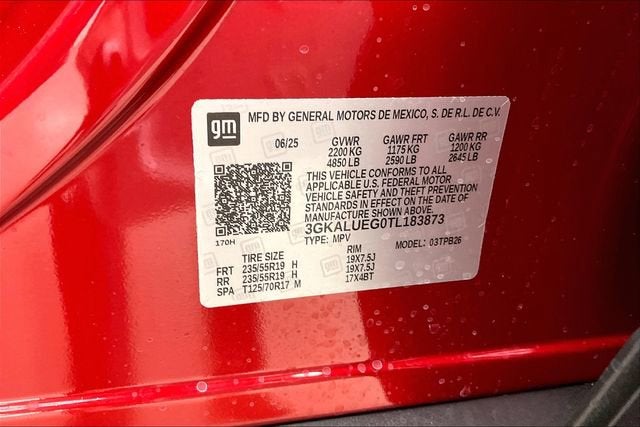 gm MFD BY GENERAL MOTORS DE MEXICO, S. DE R.L. DE C.V.
06/25 GVWR GAWR FRT GAWR RR
2200 KG 1175 KG 1200 KG
4850 LB 2590 LB 2645 LB
THIS VEHICLE CONFORMS TO ALL
APPLICABLE U.S. FEDERAL MOTOR
VEHICLE SAFETY AND THEFT PREVENTION
STANDARDS IN EFFECT ON THE DATE OF
MANUFACTURE SHOWN ABOVE.
3GKALUEG0TL183873
170H TYPE: MPV MODEL: 03TPB26
TIRE SIZE RIM
FRT 235/55R19 H 19X7.5J
RR 235/55R19 H 19X7.5J
SPA T125/70R17 M 17X4BT